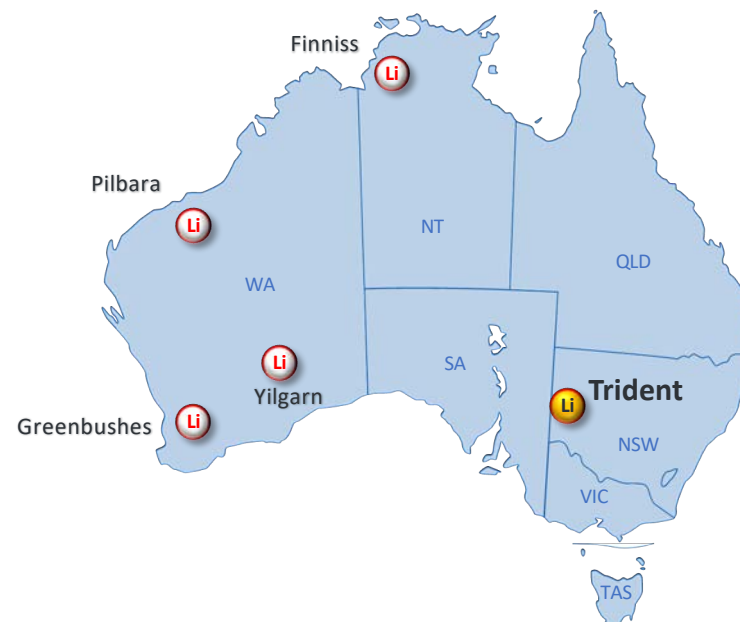 Finniss
Li
Pilbara
Li
NT
QLD
WA
Li
SA
Yilgarn
Trident
Li
Greenbushes
Li
NSW
VIC
TAS